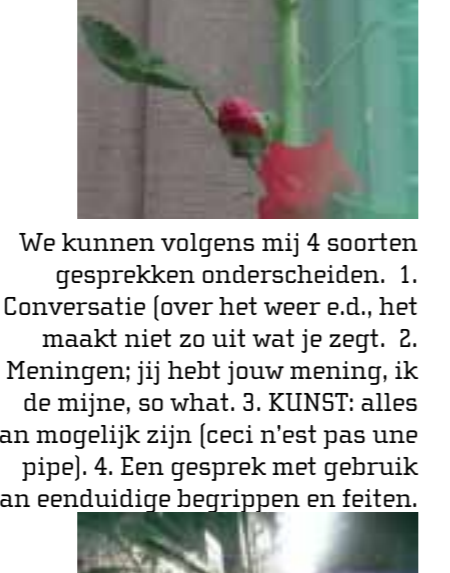 We kunnen volgens mij 4 soorten
gesprekken onderscheiden. 1.
Conversatie (over het weer e.d., het
maakt niet zo uit wat je zegt. 2.
Meningen; jij hebt jouw mening, ik
de mijne, so what. 3. KUNST: alles
an mogelijk zijn (ceci n'est pas une
pipe). 4. Een gesprek met gebruik
an eenduidige begrippen en feiten.